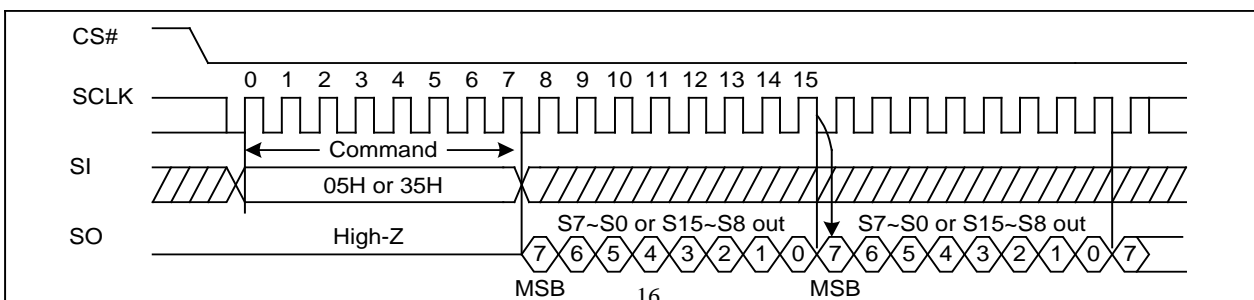 CS#
0 1 2 3 4 5 6 7 8 9 10 11 12 13 14 15
SCLK
Command
SI
05H or 35H
S7~S0 or S15~S8 out S7~S0 or S15~S8 out
SO High-Z
7 6 5 4 3 2 1 0 7 6 5 4 3 2 1 0 7
MSB 16 MSB